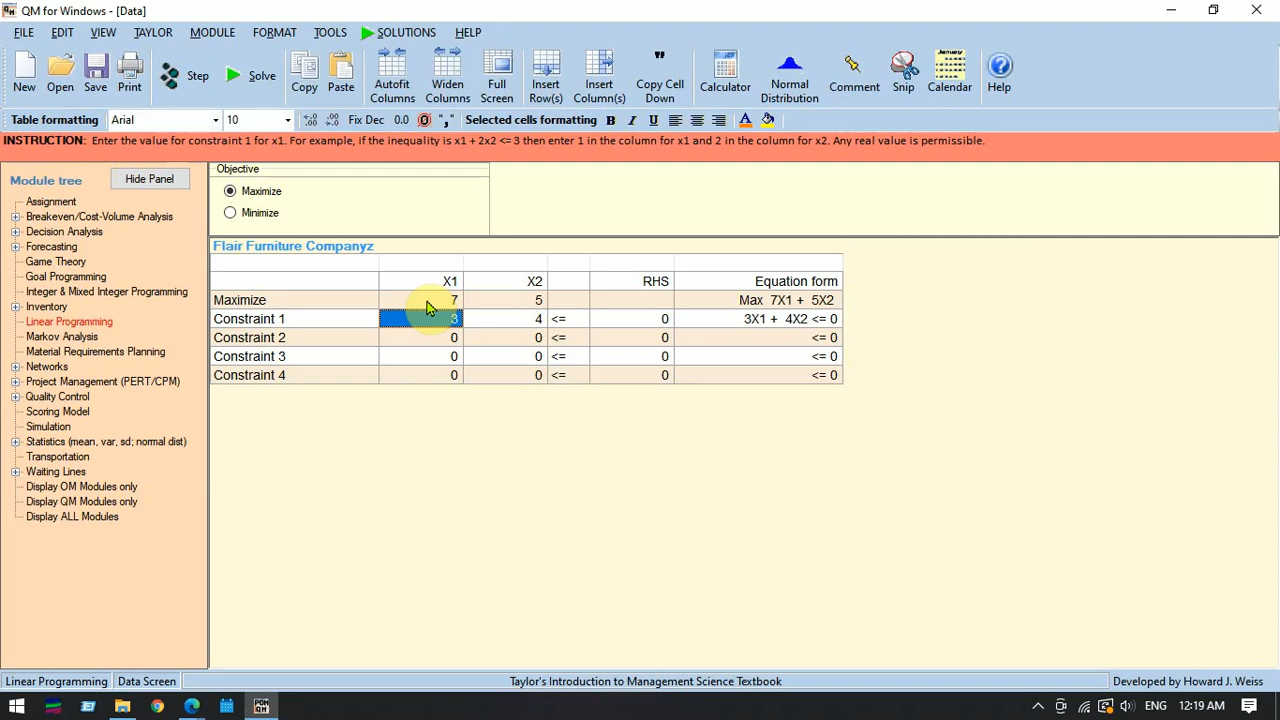 QM for Windows - [Data]
FILE EDIT VIEW TAYLOR MODULE FORMAT TOOLS SOLUTIONS HELP
New Open Save Print Step Solve Copy Paste Autofit Columns Widen Columns Full Screen Insert Row(s) Insert Column(s) Copy Cell Down Calculator Normal Distribution Comment Snip Calendar Help
Table formatting Arial 10 Fix Dec 0.0 Selected cells formatting B I U A
INSTRUCTION: Enter the value for constraint 1 for x1. For example, if the inequality is x1 + 2x2 <= 3 then enter 1 in the column for x1 and 2 in the column for x2. Any real value is permissible.
Module tree Hide Panel
Assignment
Breakeven/Cost-Volume Analysis
Decision Analysis
Forecasting
Game Theory
Goal Programming
Integer & Mixed Integer Programming
Inventory
Linear Programming
Markov Analysis
Material Requirements Planning
Networks
Project Management (PERT/CPM)
Quality Control
Scoring Model
Simulation
Statistics (mean, var, sd; normal dist)
Transportation
Waiting Lines
Display OM Modules only
Display QM Modules only
Display ALL Modules
Objective
Maximize
Minimize
Flair Furniture Companyz
X1 X2 RHS Equation form
Maximize 7 5 Max 7X1 + 5X2
Constraint 1 3 4 <= 0 3X1 + 4X2 <= 0
Constraint 2 0 0 <= 0 <= 0
Constraint 3 0 0 <= 0 <= 0
Constraint 4 0 0 <= 0 <= 0
Linear Programming Data Screen Taylor's Introduction to Management Science Textbook Developed by Howard J. Weiss
ENG 12:19 AM